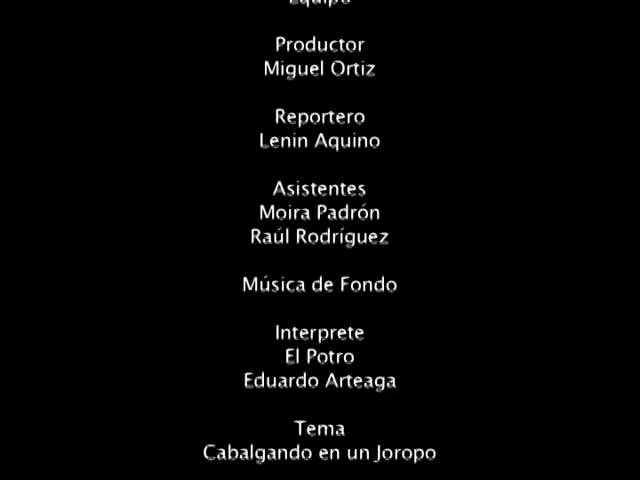 Equipo
Productor
Miguel Ortiz
Reportero
Lenin Aquino
Asistentes
Moira Padrón
Raúl Rodríguez
Música de Fondo
Interprete
El Potro
Eduardo Arteaga
Tema
Cabalgando en un Joropo